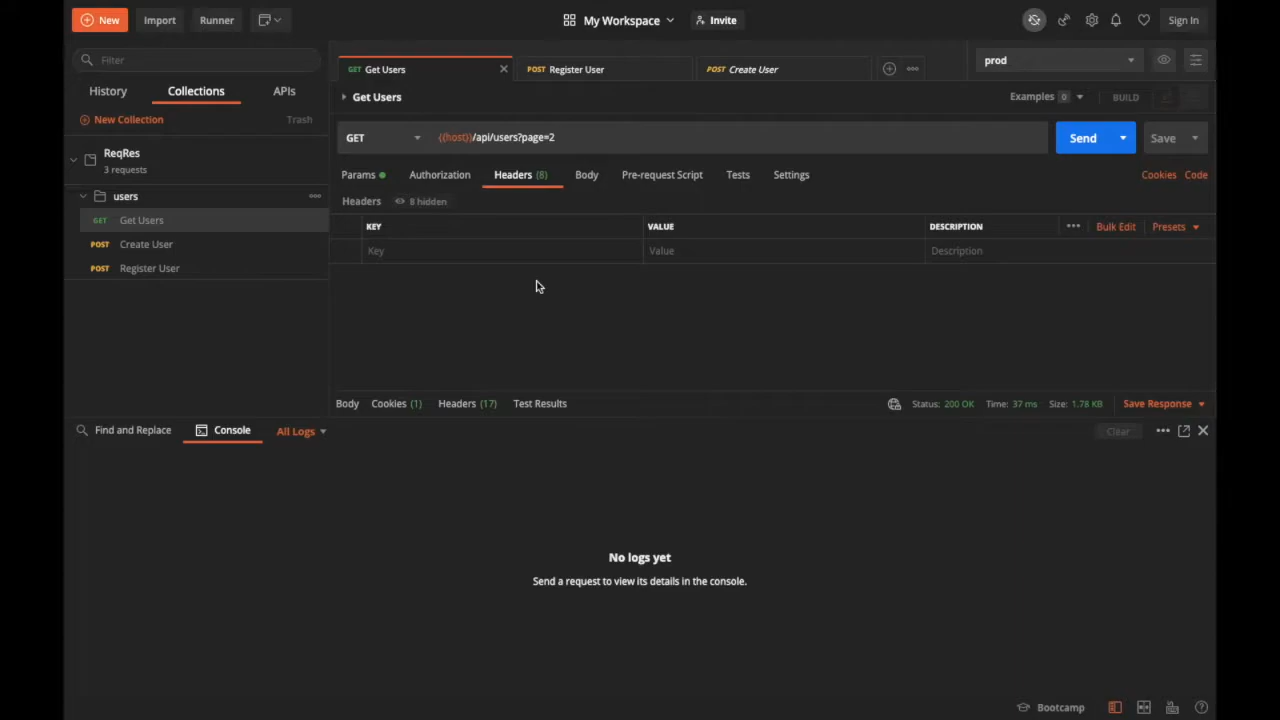 New Import Runner My Workspace Invite Sign In
Filter
History Collections APIs
New Collection Trash
ReqRes
3 requests
users
GET Get Users
POST Create User
POST Register User
GET Get Users POST Register User POST Create User prod
Get Users Examples 0 BUILD
GET {{host}}/api/users?page=2 Send Save
Params Authorization Headers (8) Body Pre-request Script Tests Settings Cookies Code
Headers 8 hidden
KEY VALUE DESCRIPTION Bulk Edit Presets
Key Value Description
Body Cookies (1) Headers (17) Test Results Status: 200 OK Time: 37 ms Size: 1.78 KB Save Response
Find and Replace Console All Logs Clear
No logs yet
Send a request to view its details in the console.
Bootcamp